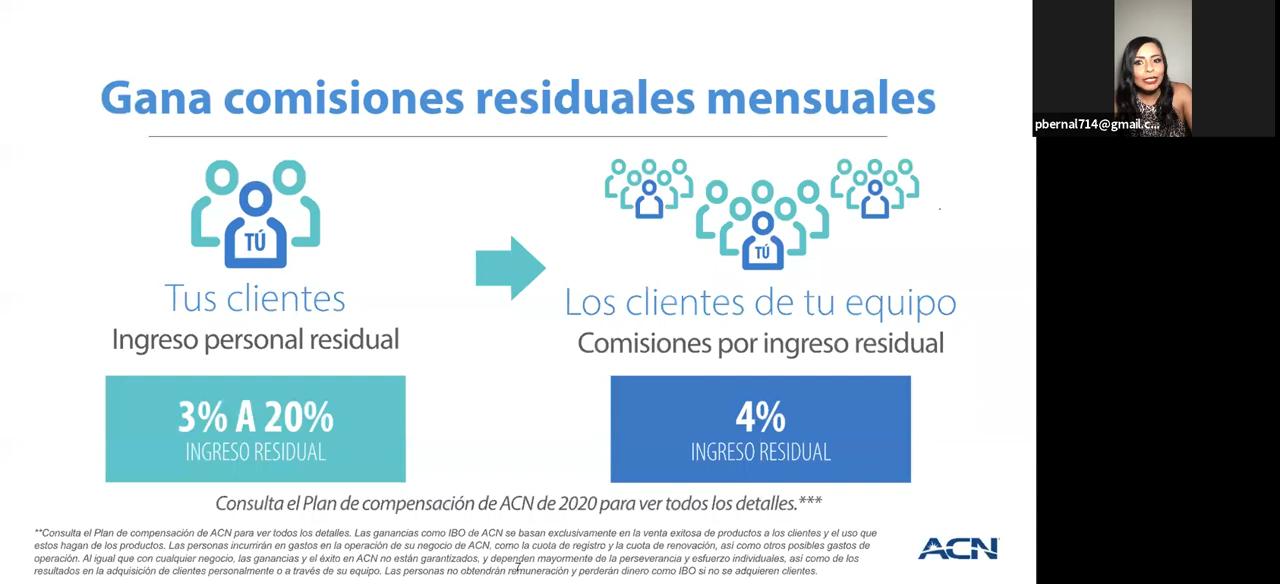 Gana comisiones residuales mensuales
TÚ
Tus clientes
Ingreso personal residual
3% A 20%
INGRESO RESIDUAL
TÚ
Los clientes de tu equipo
Comisiones por ingreso residual
4%
INGRESO RESIDUAL
Consulta el Plan de compensación de ACN de 2020 para ver todos los detalles.***
**Consulta el Plan de compensación de ACN para ver todos los detalles. Las ganancias como IBO de ACN se basan exclusivamente en la venta exitosa de productos a los clientes y el uso que
estos hagan de los productos. Las personas incurrirán en gastos en la operación de su negocio de ACN, como la cuota de registro y la cuota de renovación, así como otros posibles gastos de
operación. Al igual que con cualquier negocio, las ganancias y el éxito en ACN no están garantizados, y dependen mayormente de la perseverancia y esfuerzo individuales, así como de los
resultados en la adquisición de clientes personalmente o a través de su equipo. Las personas no obtendrán remuneración y perderán dinero como IBO si no se adquieren clientes.
ACN
pbernal714@gmail.c...